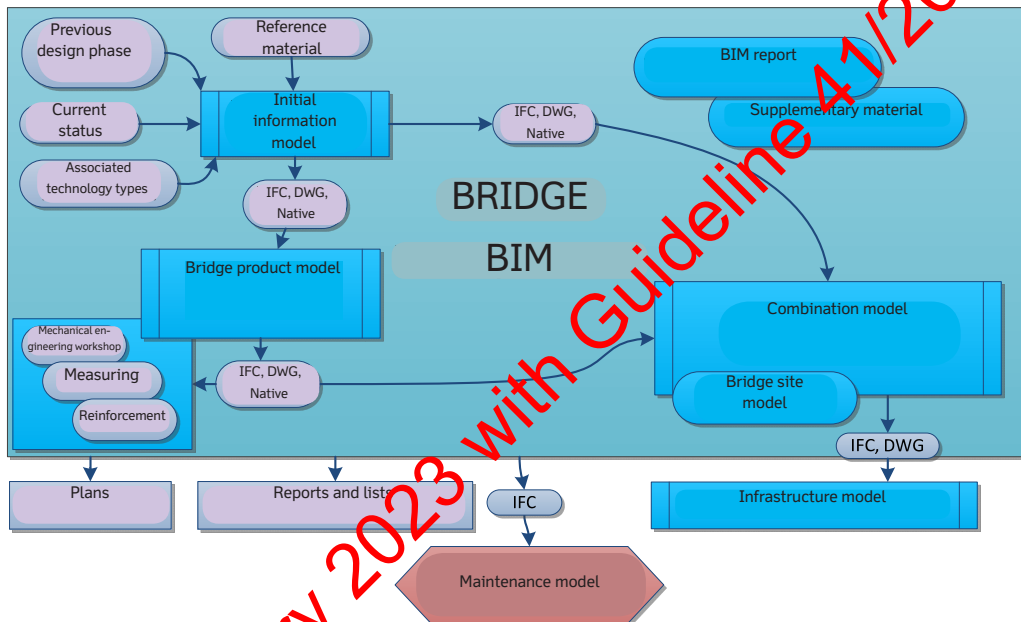 Previous
design phase
Reference
material
BIM report
Current
status
Initial
information
model
IFC, DWG,
Native
Supplementary material
Associated
technology types
IFC, DWG,
Native
BRIDGE
BIM
Bridge product model
Combination model
Mechanical en-
gineering workshop
Measuring
Reinforcement
IFC, DWG,
Native
Bridge site
model
IFC, DWG
Plans
Reports and lists
IFC
Infrastructure model
Maintenance model
2023 with Guideline 41/